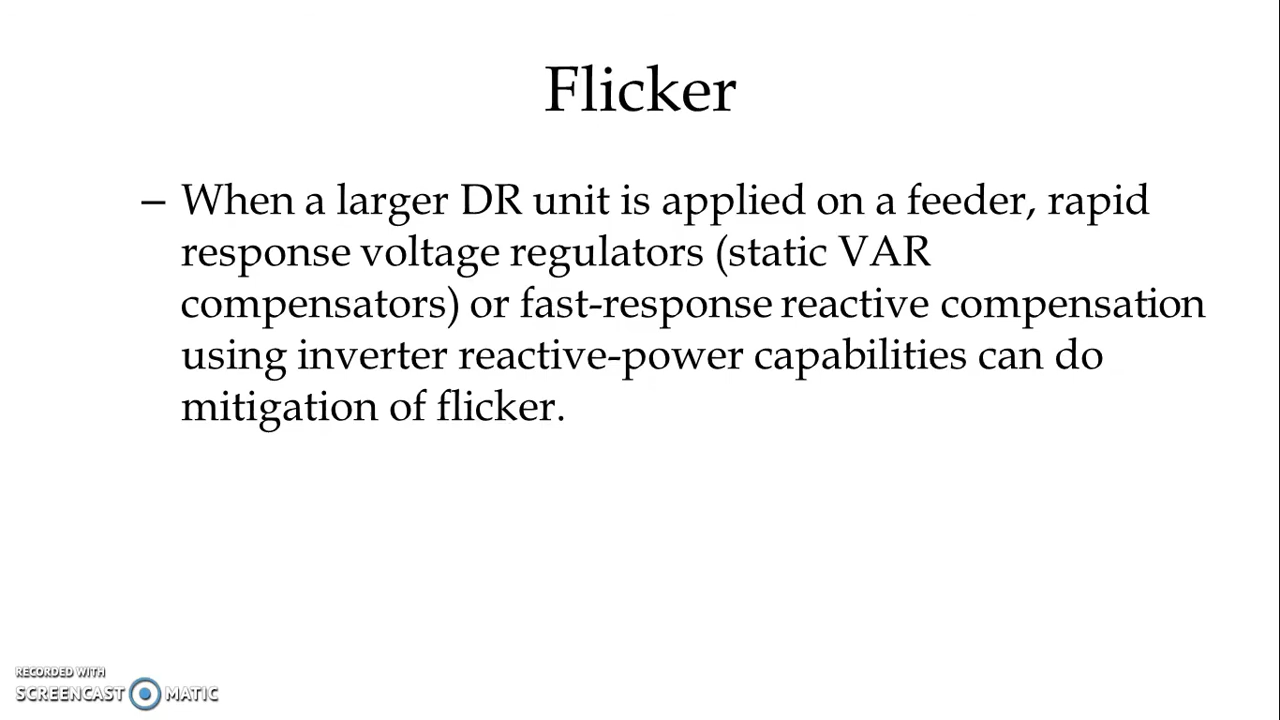 Flicker
– When a larger DR unit is applied on a feeder, rapid
response voltage regulators (static VAR
compensators) or fast-response reactive compensation
using inverter reactive-power capabilities can do
mitigation of flicker.
RECORDED WITH
SCREENCAST MATIC